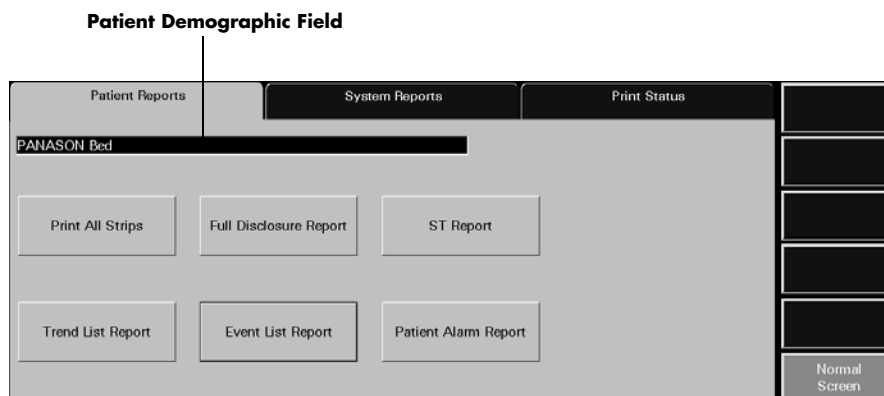 Patient Demographic Field
Patient Reports
System Reports
Print Status
PANASON Bed
Print All Strips
Full Disclosure Report
ST Report
Trend List Report
Event List Report
Patient Alarm Report
Normal
Screen